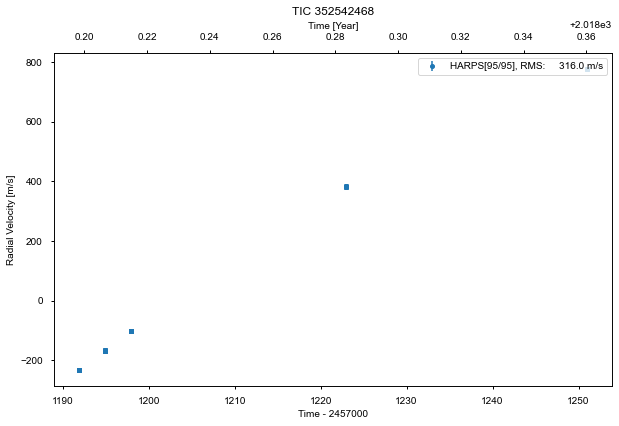 TIC 352542468
Time [Year]
+2.018e3
0.20 0.22 0.24 0.26 0.28 0.30 0.32 0.34 0.36
HARPS[95/95], RMS: 316.0 m/s
800
600
400
200
0
−200
Radial Velocity [m/s]
1190 1200 1210 1220 1230 1240 1250
Time - 2457000